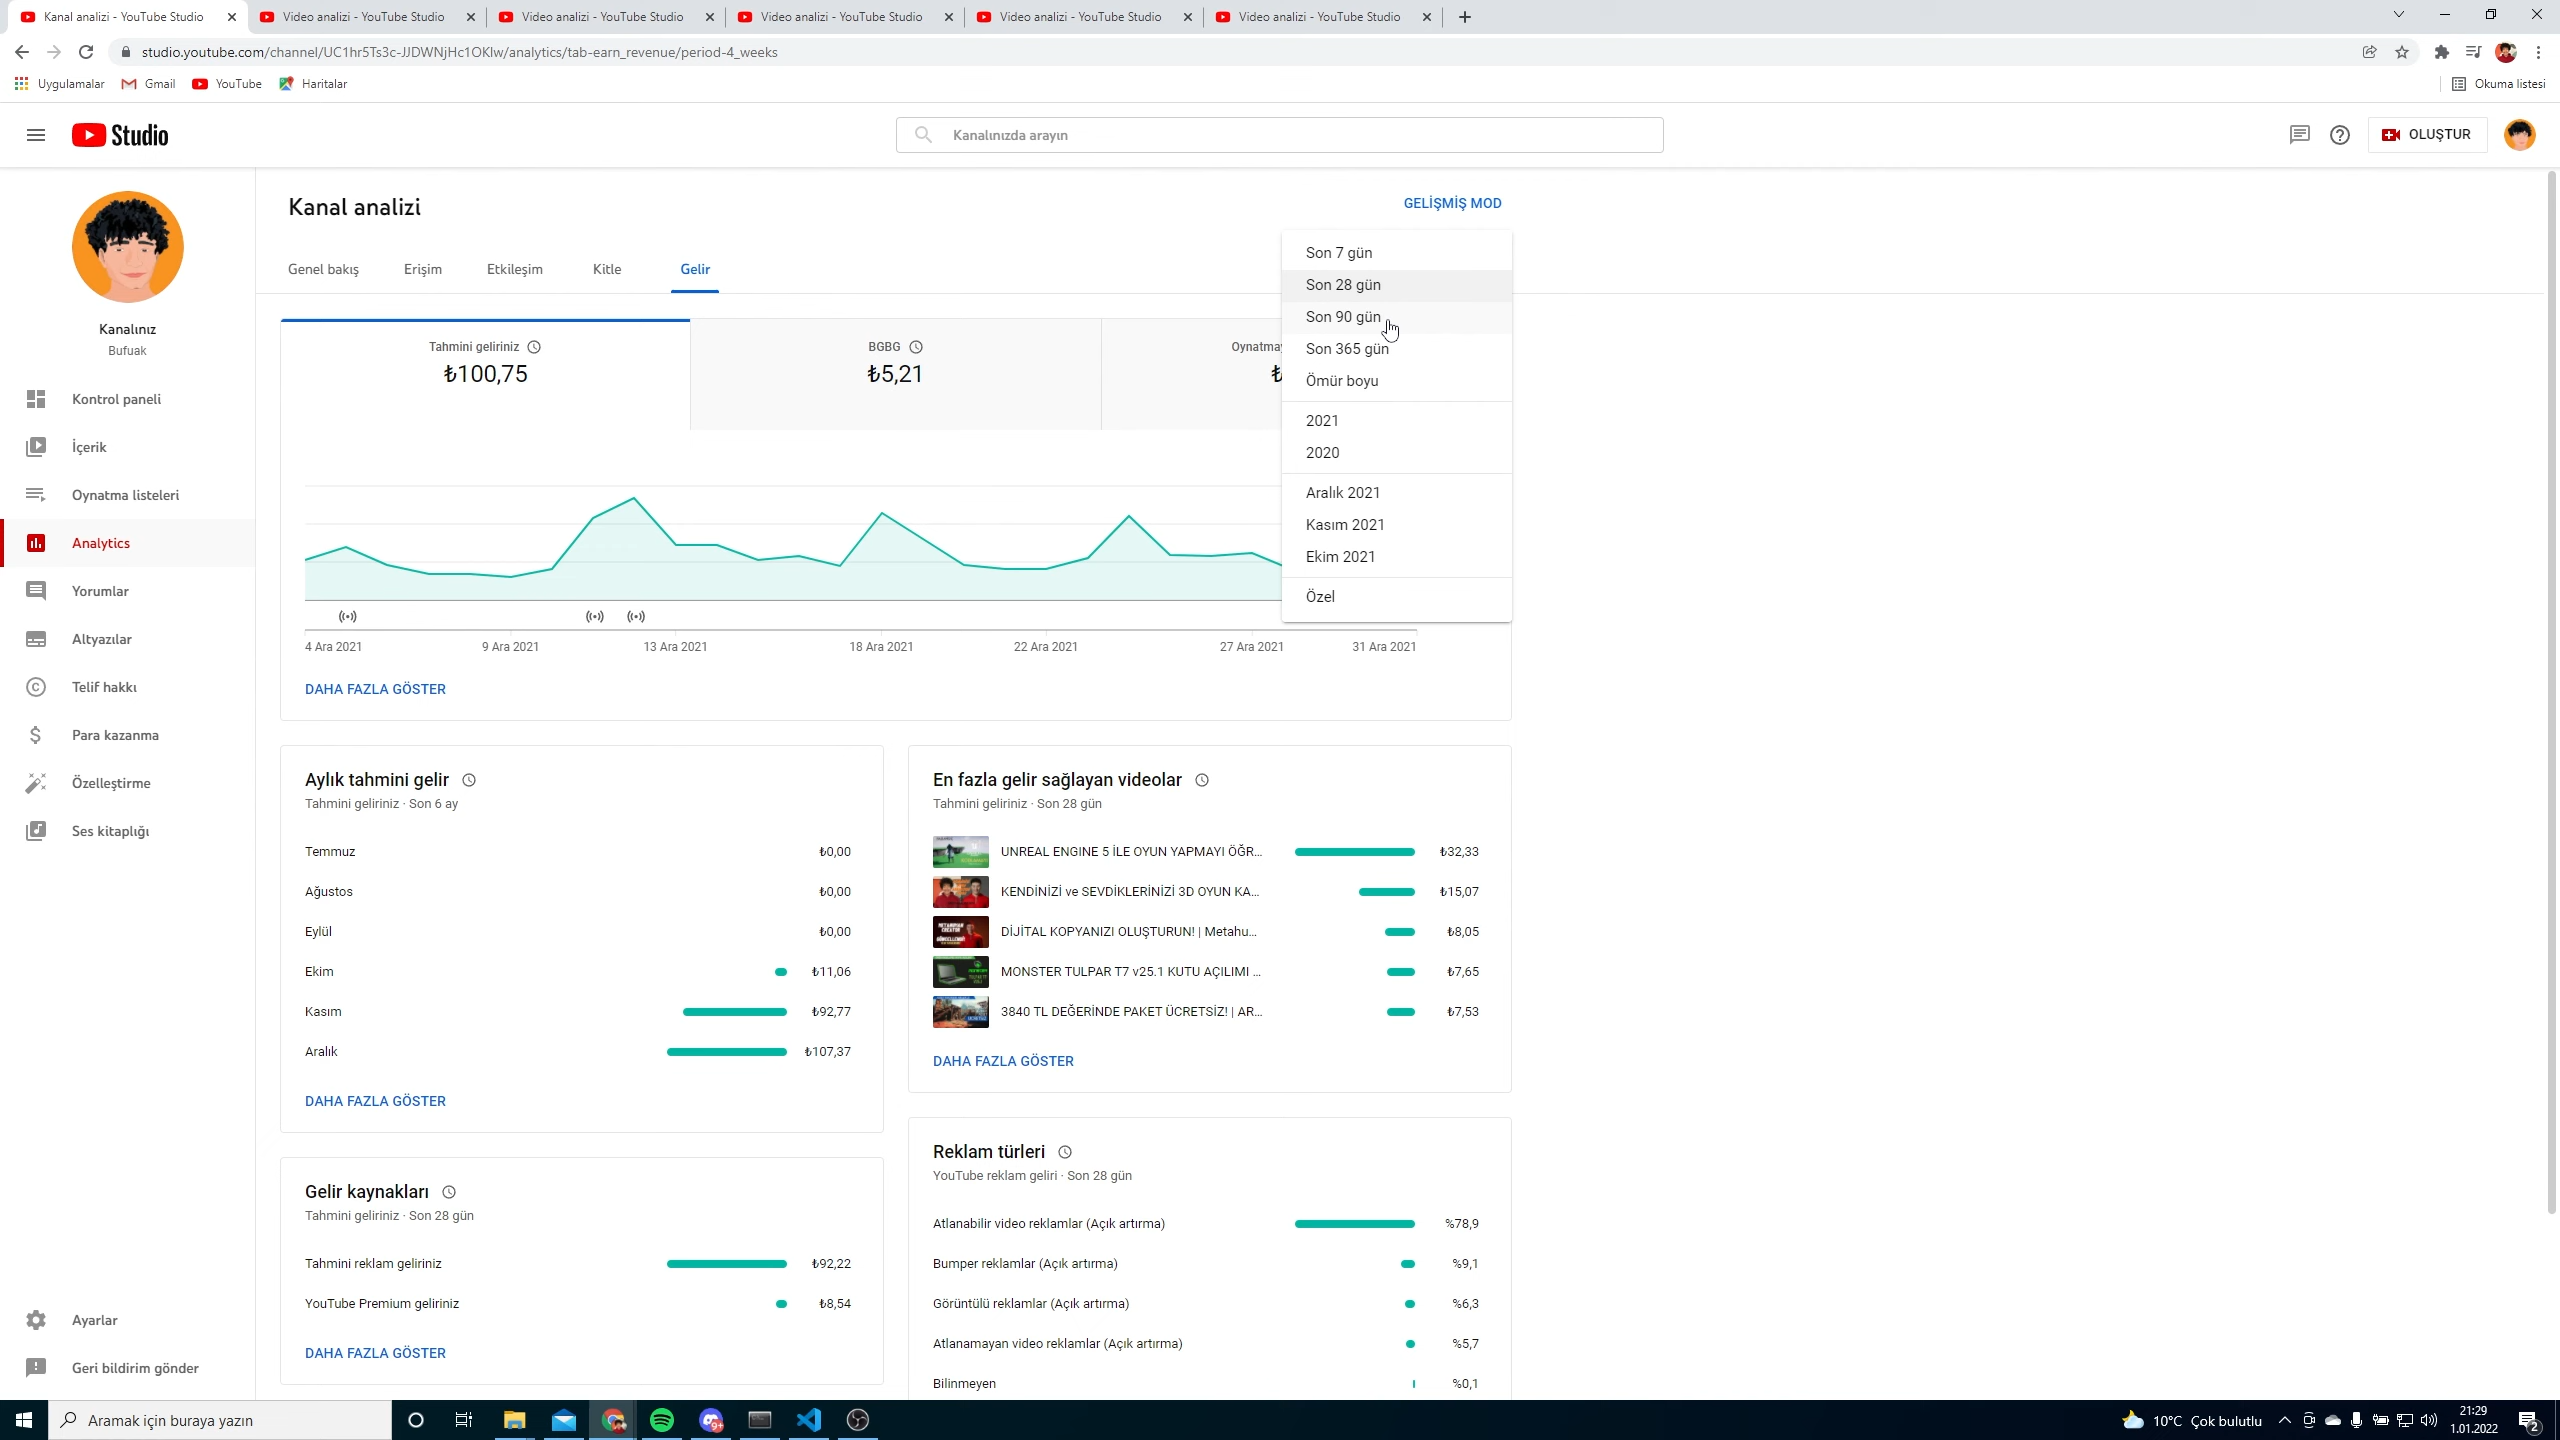 Kanal analizi - YouTube Studio
Video analizi - YouTube Studio
Video analizi - YouTube Studio
Video analizi - YouTube Studio
Video analizi - YouTube Studio
Video analizi - YouTube Studio
studio.youtube.com/channel/UC1hr5Ts3c-JJDWNjHc1OKlw/analytics/tab-earn_revenue/period-4_weeks
Uygulamalar
Gmail
YouTube
Haritalar
Okuma listesi
Studio
Kanalınızda arayın
OLUŞTUR
Kanalınız
Bufuak
Kontrol paneli
İçerik
Oynatma listeleri
Analytics
Yorumlar
Altyazılar
Telif hakkı
Para kazanma
Özelleştirme
Ses kitaplığı
Ayarlar
Geri bildirim gönder
Kanal analizi
GELİŞMİŞ MOD
Genel bakış
Erişim
Etkileşim
Kitle
Gelir
Son 7 gün
Son 28 gün
Son 90 gün
Son 365 gün
Ömür boyu
2021
2020
Aralık 2021
Kasım 2021
Ekim 2021
Özel
Tahmini geliriniz
₺100,75
BGBG
₺5,21
Oynatma
₺
4 Ara 2021
9 Ara 2021
13 Ara 2021
18 Ara 2021
22 Ara 2021
27 Ara 2021
31 Ara 2021
DAHA FAZLA GÖSTER
Aylık tahmini gelir
Tahmini geliriniz · Son 6 ay
Temmuz ₺0,00
Ağustos ₺0,00
Eylül ₺0,00
Ekim ₺11,06
Kasım ₺92,77
Aralık ₺107,37
DAHA FAZLA GÖSTER
En fazla gelir sağlayan videolar
Tahmini geliriniz · Son 28 gün
UNREAL ENGINE 5 İLE OYUN YAPMAYI ÖĞR... ₺32,33
KENDİNİZİ ve SEVDİKLERİNİZİ 3D OYUN KA... ₺15,07
DİJİTAL KOPYANIZI OLUŞTURUN! | Metahu... ₺8,05
MONSTER TULPAR T7 v25.1 KUTU AÇILIMI ... ₺7,65
3840 TL DEĞERİNDE PAKET ÜCRETSİZ! | AR... ₺7,53
DAHA FAZLA GÖSTER
Gelir kaynakları
Tahmini geliriniz · Son 28 gün
Tahmini reklam geliriniz ₺92,22
YouTube Premium geliriniz ₺8,54
DAHA FAZLA GÖSTER
Reklam türleri
YouTube reklam geliri · Son 28 gün
Atlanabilir video reklamlar (Açık artırma) %78,9
Bumper reklamlar (Açık artırma) %9,1
Görüntülü reklamlar (Açık artırma) %6,3
Atlanamayan video reklamlar (Açık artırma) %5,7
Bilinmeyen %0,1
Aramak için buraya yazın
9+
10°C Çok bulutlu
21:29
1.01.2022
2